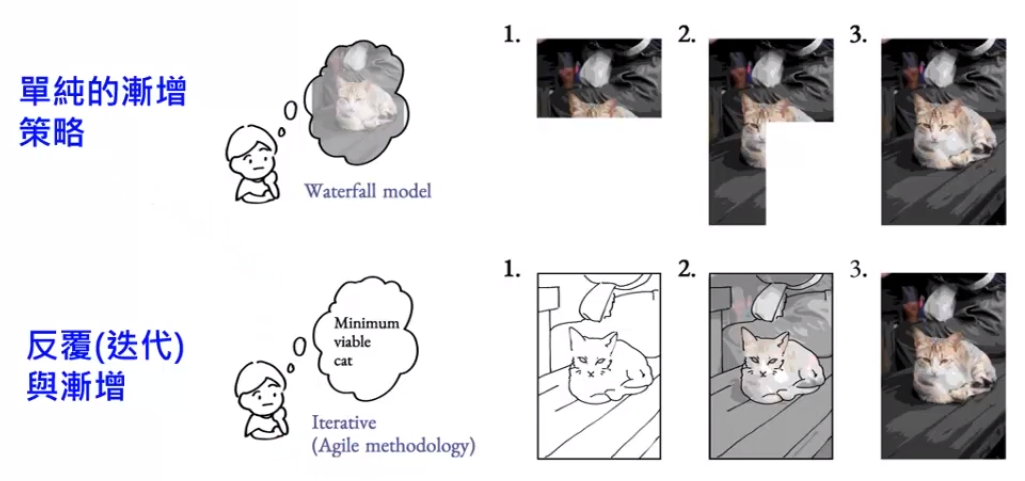 單純的漸增
策略
Waterfall model
1.
2.
3.
反覆(迭代)
與漸增
Minimum
viable
cat
Iterative
(Agile methodology)
1.
2.
3.